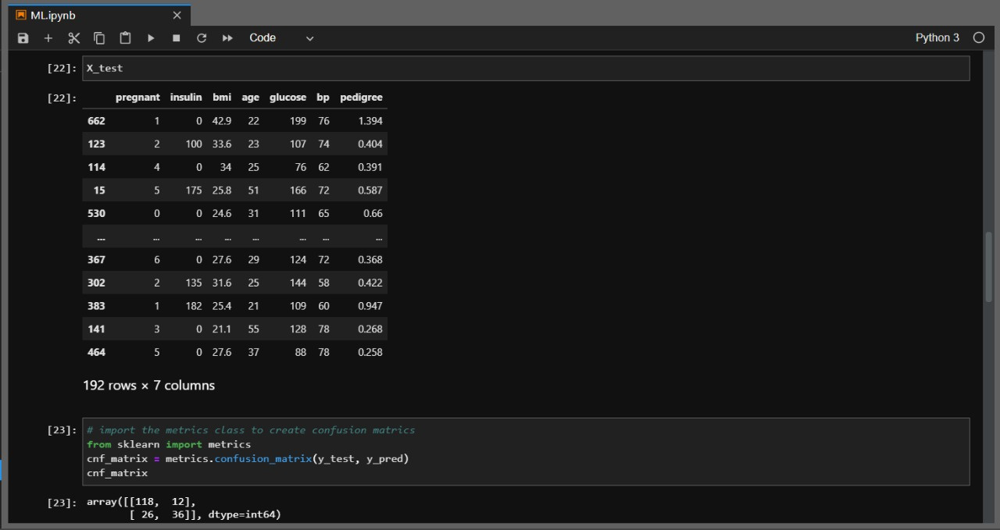 ML.ipynb
Code Python 3
[22]: X_test
[22]: pregnant insulin bmi age glucose bp pedigree
662 1 0 42.9 22 199 76 1.394
123 2 100 33.6 23 107 74 0.404
114 4 0 34 25 76 62 0.391
15 5 175 25.8 51 166 72 0.587
530 0 0 24.6 31 111 65 0.66
... ... ... ... ... ... ... ...
367 6 0 27.6 29 124 72 0.368
302 2 135 31.6 25 144 58 0.422
383 1 182 25.4 21 109 60 0.947
141 3 0 21.1 55 128 78 0.268
464 5 0 27.6 37 88 78 0.258
192 rows × 7 columns
[23]: # import the metrics class to create confusion matrics
from sklearn import metrics
cnf_matrix = metrics.confusion_matrix(y_test, y_pred)
cnf_matrix
[23]: array([[118, 12],
[ 26, 36]], dtype=int64)